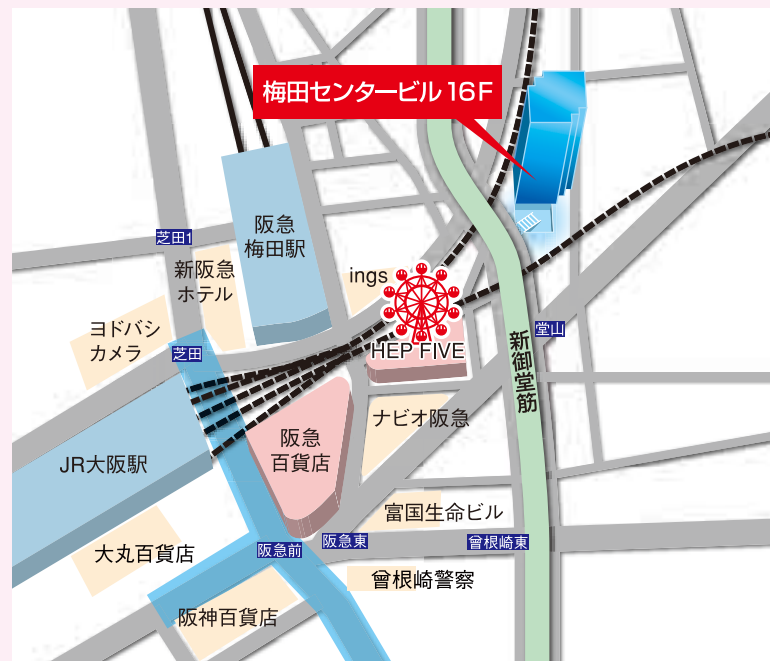 梅田センタービル 16F
阪急
梅田駅
芝田1
新阪急
ホテル
ings
ヨドバシ
カメラ
芝田
HEP FIVE
堂山
新御堂筋
ナビオ阪急
阪急
百貨店
JR大阪駅
富国生命ビル
大丸百貨店
阪急前
阪急東
曾根崎東
曾根崎警察
阪神百貨店